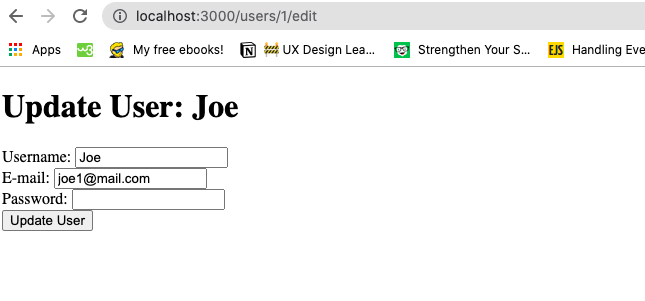 localhost:3000/users/1/edit
Apps W3 My free ebooks! N 🚧 UX Design Lea... Strengthen Your S... EJS Handling Eve
Update User: Joe
Username: Joe
E-mail: joe1@mail.com
Password:
Update User